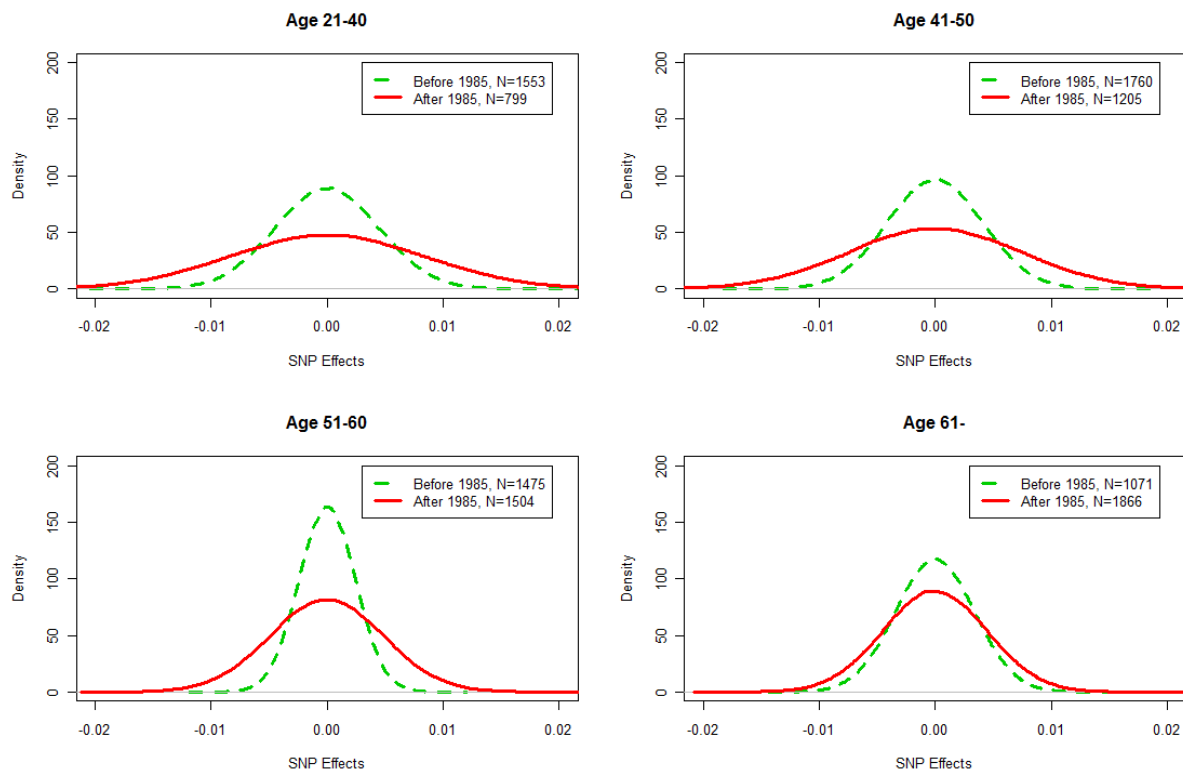 Age 21-40
200
150
100
50
0
Density
Before 1985, N=1553
After 1985, N=799
-0.02 -0.01 0.00 0.01 0.02
SNP Effects
Age 41-50
200
150
100
50
0
Density
Before 1985, N=1760
After 1985, N=1205
-0.02 -0.01 0.00 0.01 0.02
SNP Effects
Age 51-60
200
150
100
50
0
Density
Before 1985, N=1475
After 1985, N=1504
-0.02 -0.01 0.00 0.01 0.02
SNP Effects
Age 61-
200
150
100
50
0
Density
Before 1985, N=1071
After 1985, N=1866
-0.02 -0.01 0.00 0.01 0.02
SNP Effects